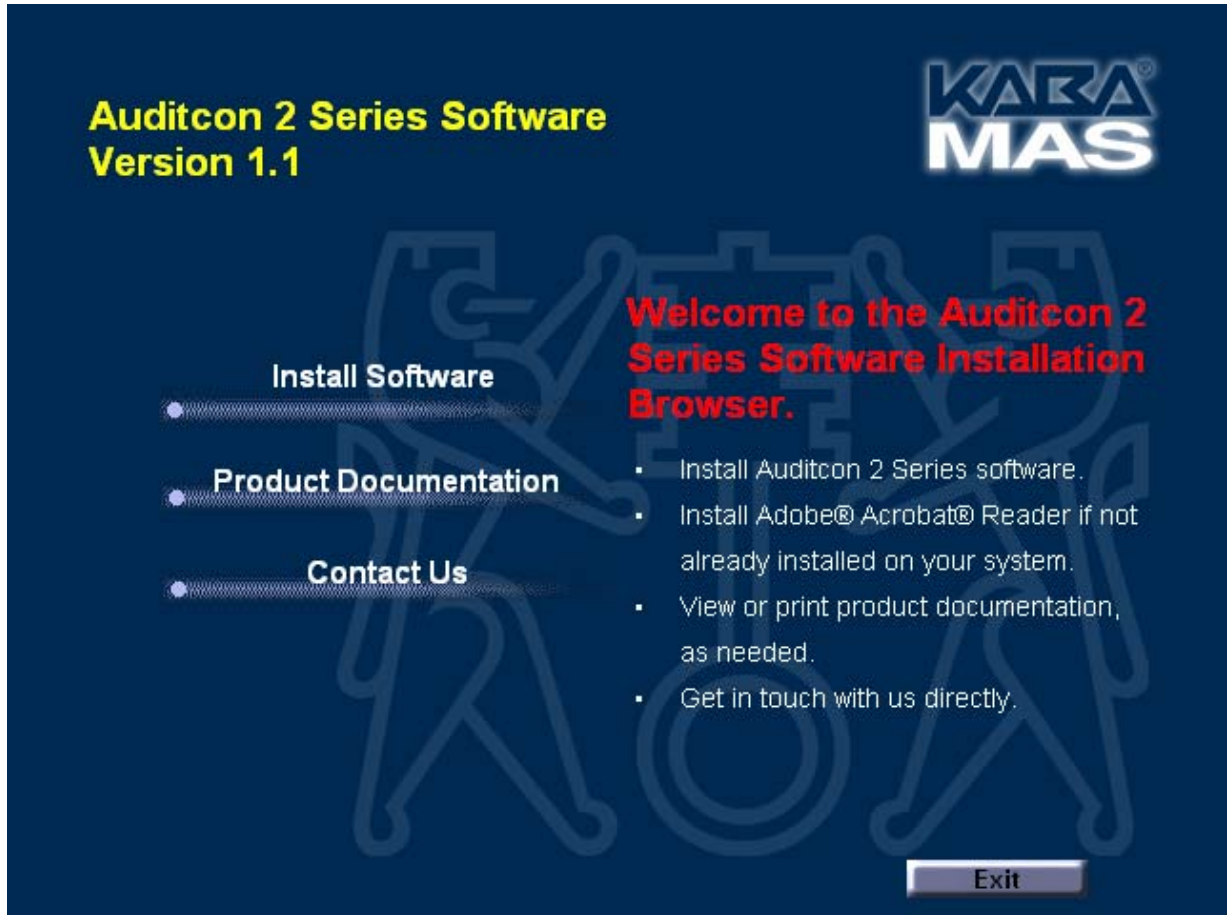 Auditcon 2 Series Software
Version 1.1
KABA®
MAS
Install Software
Product Documentation
Contact Us
Welcome to the Auditcon 2
Series Software Installation
Browser.
▪ Install Auditcon 2 Series software.
▪ Install Adobe® Acrobat® Reader if not
already installed on your system.
▪ View or print product documentation,
as needed.
▪ Get in touch with us directly.
Exit